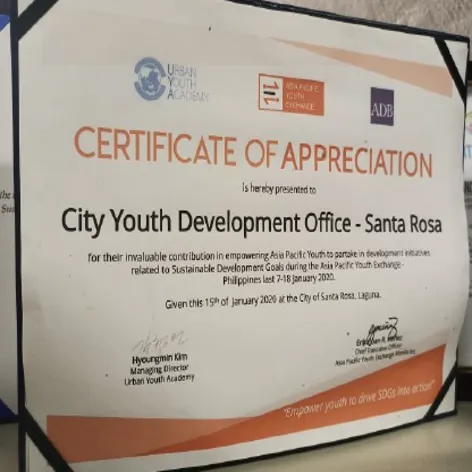 URBAN
YOUTH
ACADEMY
ASIA PACIFIC
YOUTH
EXCHANGE
ADB
CERTIFICATE OF APPRECIATION
is hereby presented to
City Youth Development Office - Santa Rosa
for their invaluable contribution in empowering Asia Pacific Youth to partake in development initiatives
related to Sustainable Development Goals during the Asia Pacific Youth Exchange -
Philippines last 7-18 January 2020.
Given this 15th of January 2020 at the City of Santa Rosa, Laguna.
Hyoungmin Kim
Managing Director
Urban Youth Academy
Chief Executive Officer
Asia Pacific Youth Exchange
"Empower youth to drive SDGs into action"